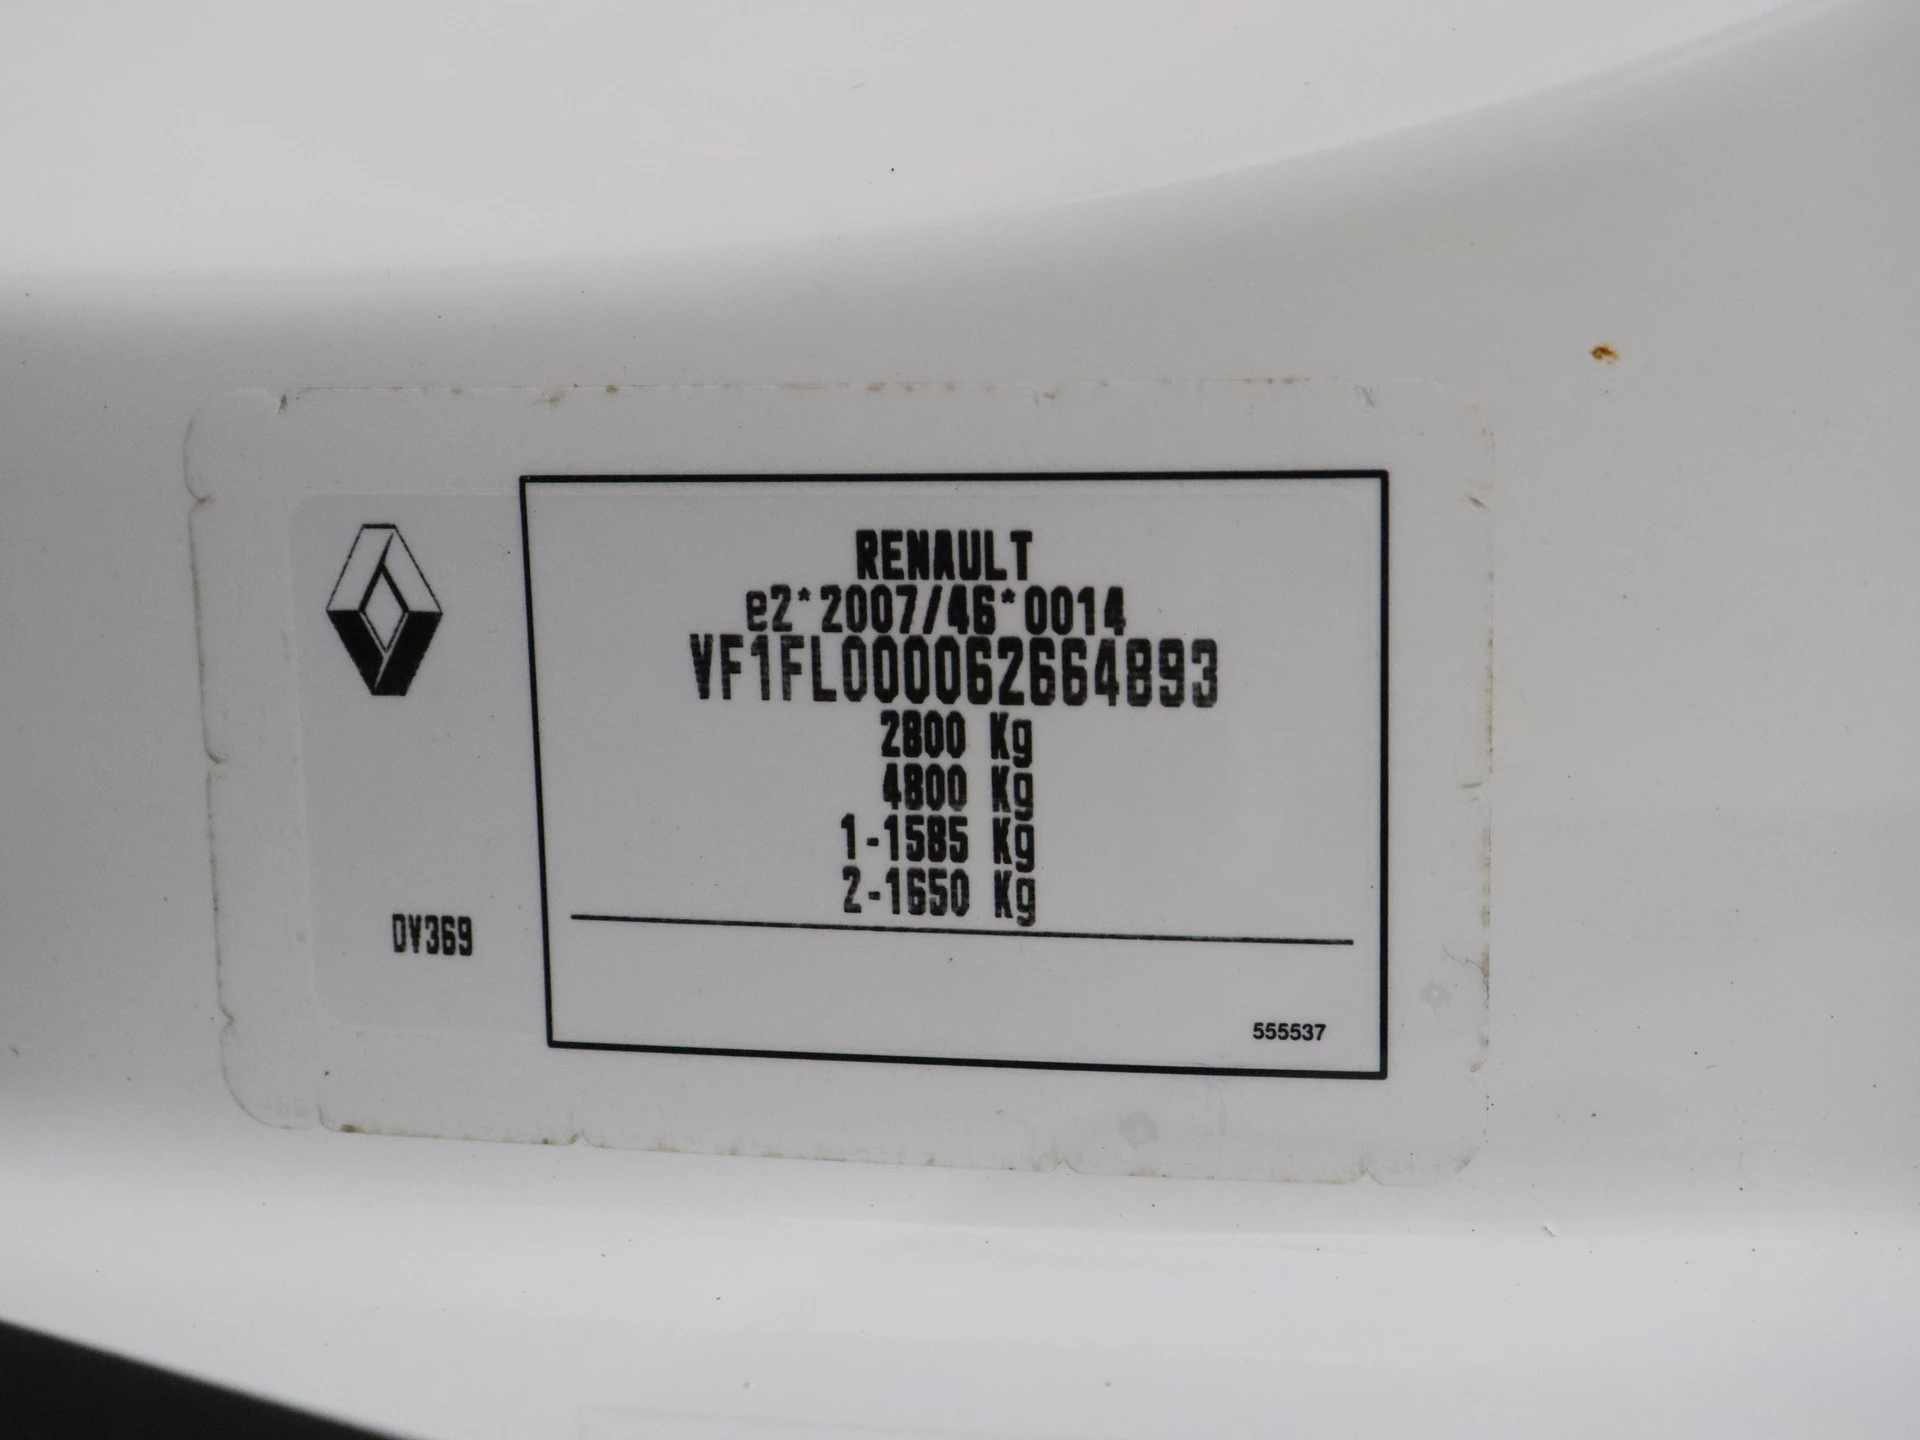 RENAULT
e2*2007/46*0014
VF1FL000062664893
2800 Kg
4800 Kg
1-1585 Kg
2-1650 Kg
DV369
555537